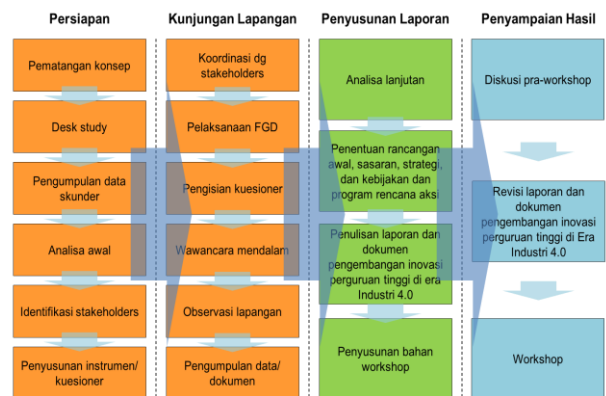 Persiapan
Pematangan konsep
Desk study
Pengumpulan data
skunder
Analisa awal
Identifikasi stakeholders
Penyusunan instrumen/
kuesioner
Kunjungan Lapangan
Koordinasi dg
stakeholders
Pelaksanaan FGD
Pengisian kuesioner
Wawancara mendalam
Observasi lapangan
Pengumpulan data/
dokumen
Penyusunan Laporan
Analisa lanjutan
Penentuan rancangan
awal, sasaran, strategi,
dan kebijakan dan
program rencana aksi
Penulisan laporan dan
dokumen
pengembangan inovasi
perguruan tinggi di era
Industri 4.0
Penyusunan bahan
workshop
Penyampaian Hasil
Diskusi pra-workshop
Revisi laporan dan
dokumen
pengembangan inovasi
perguruan tinggi di Era
Industri 4.0
Workshop